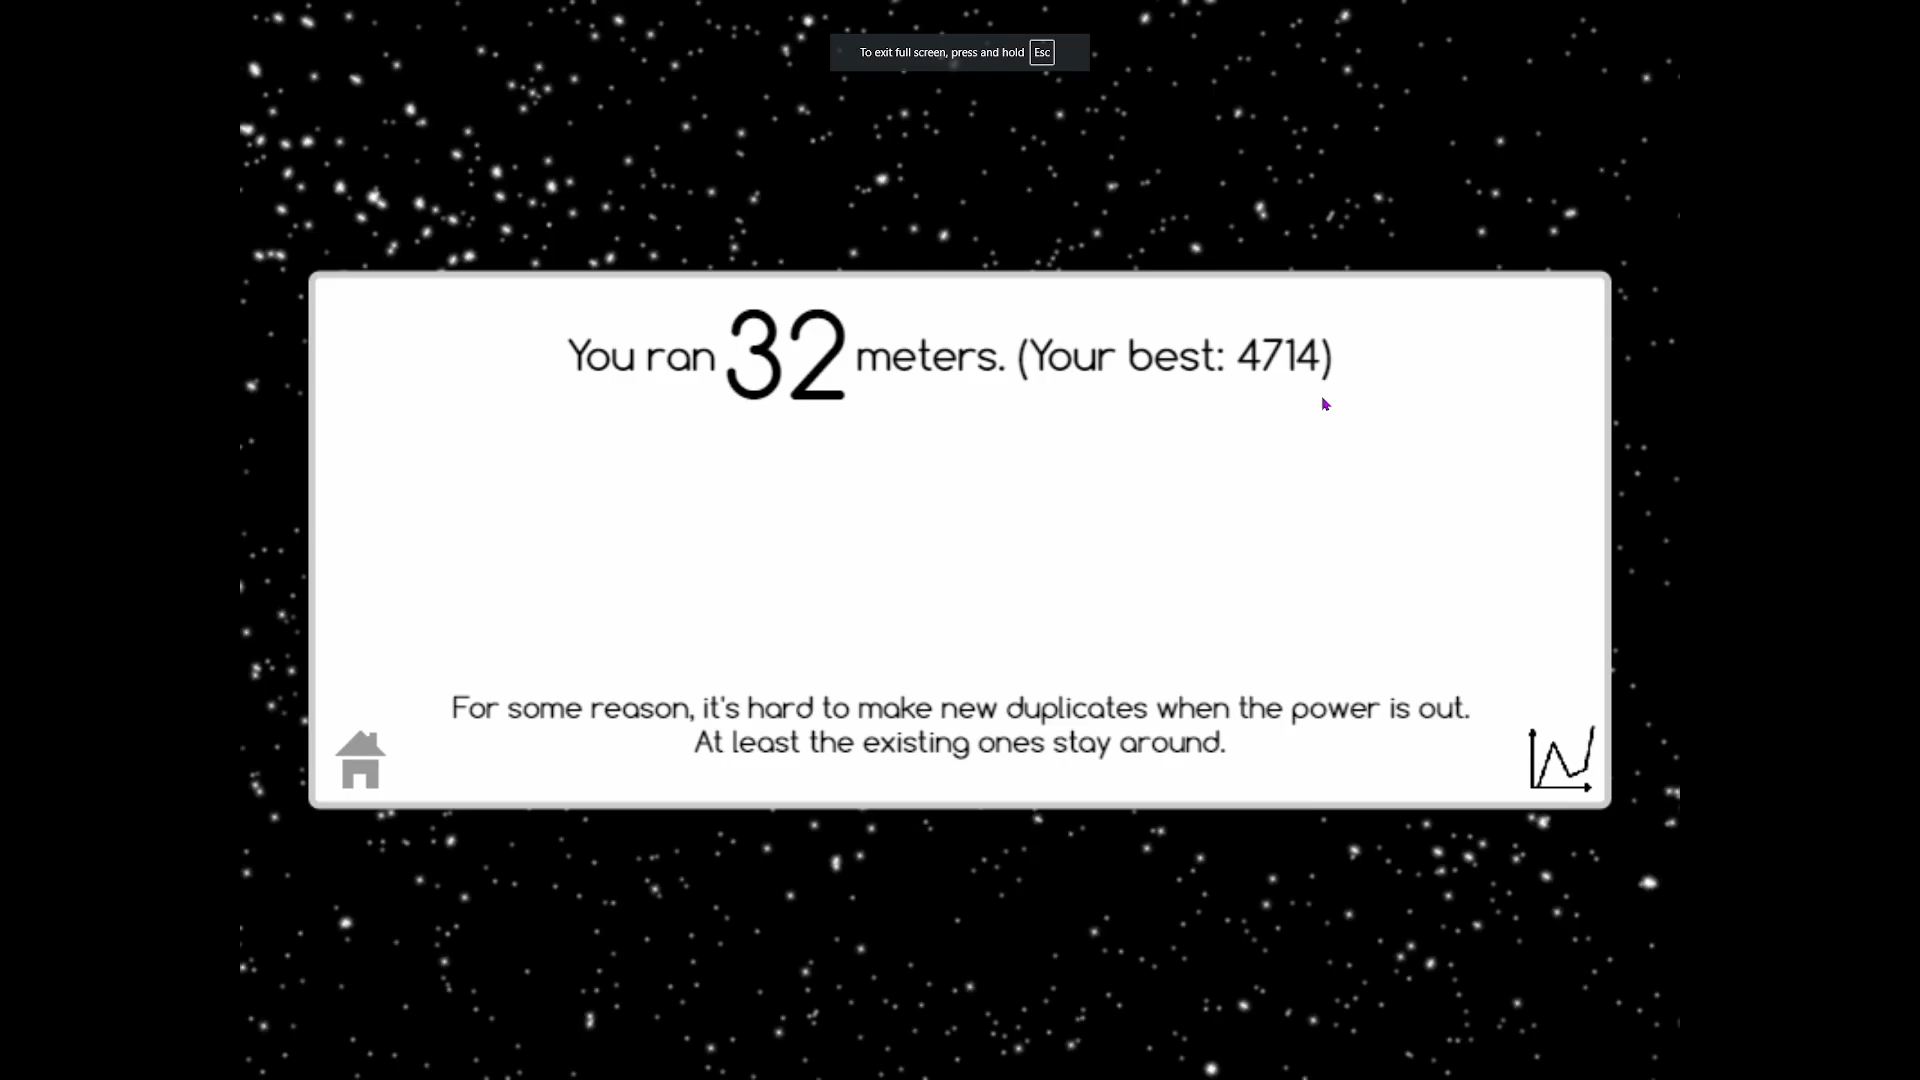 To exit full screen, press and hold Esc
You ran 32 meters. (Your best: 4714)
For some reason, it's hard to make new duplicates when the power is out.
At least the existing ones stay around.